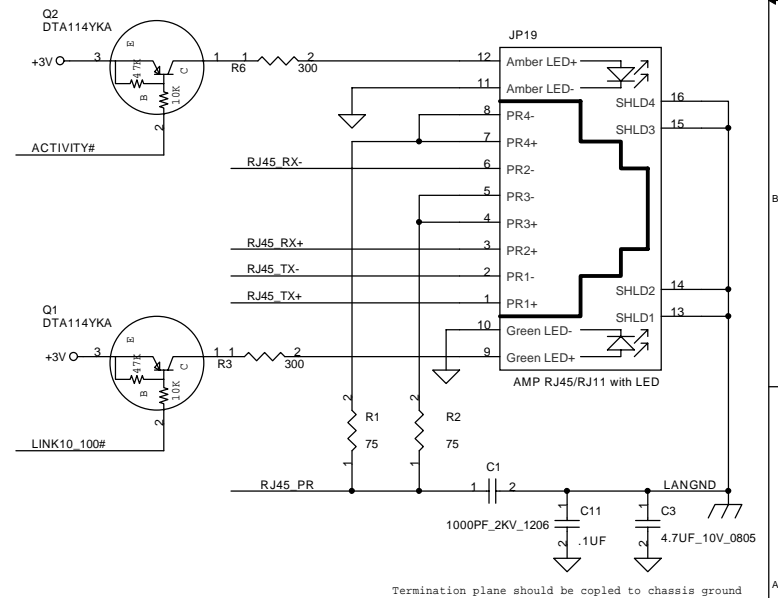 Q2
DTA114YKA
+3V
3
E
47K
B
C
10K
2
1
1
R6
2
300
ACTIVITY#
JP19
12
Amber LED+
11
Amber LED-
8
PR4-
7
PR4+
RJ45_RX-
6
PR2-
5
PR3-
4
PR3+
RJ45_RX+
3
PR2+
RJ45_TX-
2
PR1-
RJ45_TX+
1
PR1+
10
Green LED-
9
Green LED+
SHLD4
16
SHLD3
15
SHLD2
14
SHLD1
13
AMP RJ45/RJ11 with LED
B
Q1
DTA114YKA
+3V
3
E
47K
B
C
10K
2
1
1
R3
2
300
LINK10_100#
2
R1
75
1
2
R2
75
1
RJ45_PR
C1
1
2
1000PF_2KV_1206
LANGND
1
C11
2
.1UF
1
C3
2
4.7UF_10V_0805
A
Termination plane should be copled to chassis ground